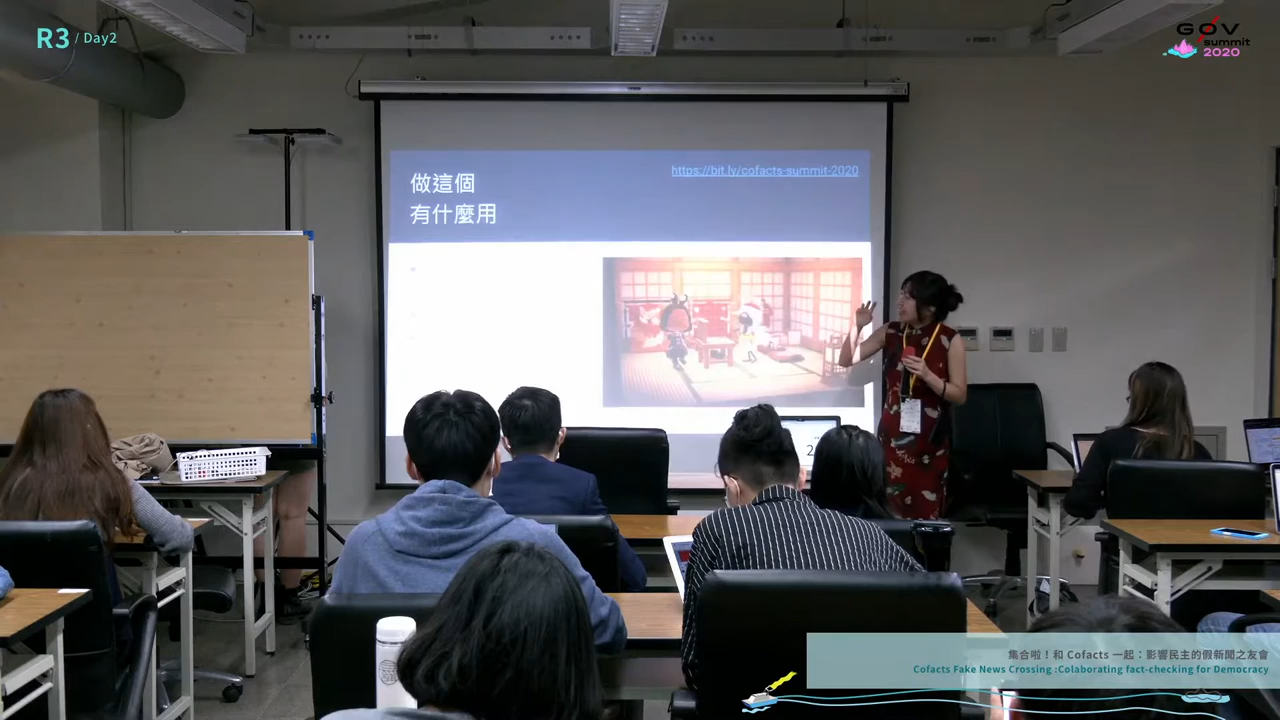 R3 / Day2
G0V
summit
2020
做這個
有什麼用
https://bit.ly/cofacts-summit-2020
集合啦！和 Cofacts 一起：影響民主的假新聞之友會
Cofacts Fake News Crossing :Colaborating fact-checking for Democracy